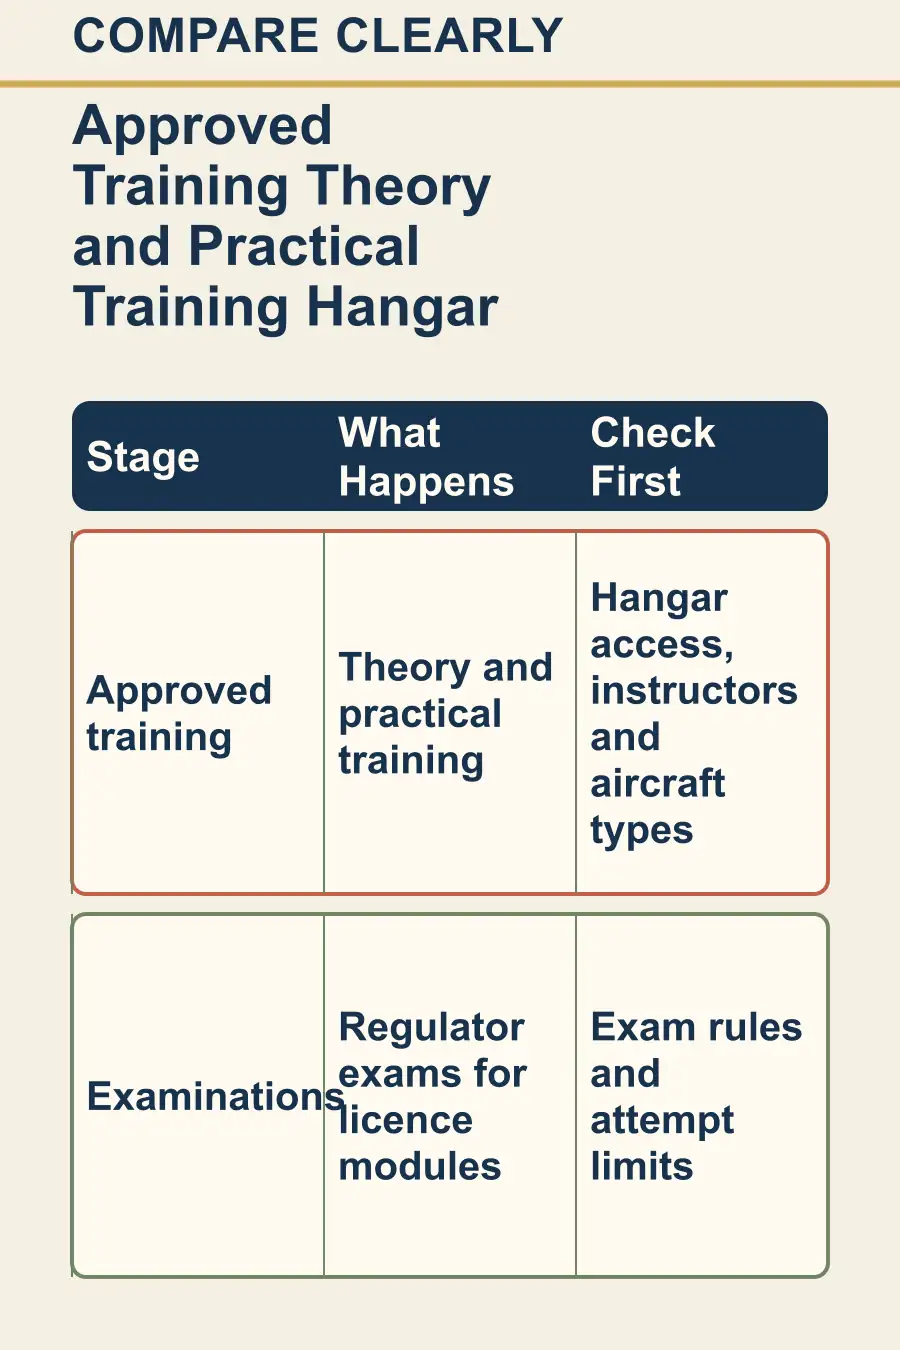 COMPARE CLEARLY
Approved
Training Theory
and Practical
Training Hangar
Stage
What
Happens
Check
First
Approved
training
Theory and
practical
training
Hangar
access,
instructors
and
aircraft
types
Examinations
Regulator
exams for
licence
modules
Exam rules
and
attempt
limits